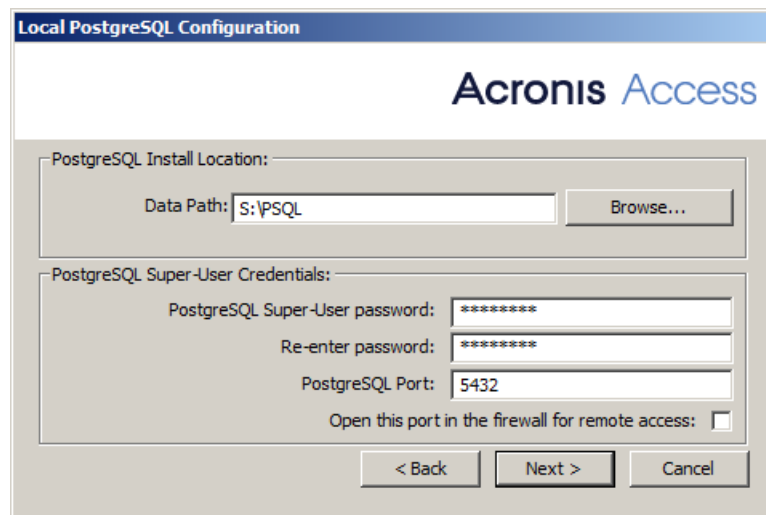 Local PostgreSQL Configuration
Acronis Access
PostgreSQL Install Location:
Data Path: S:\PSQL Browse...
PostgreSQL Super-User Credentials:
PostgreSQL Super-User password: ********
Re-enter password: ********
PostgreSQL Port: 5432
Open this port in the firewall for remote access:
< Back Next > Cancel